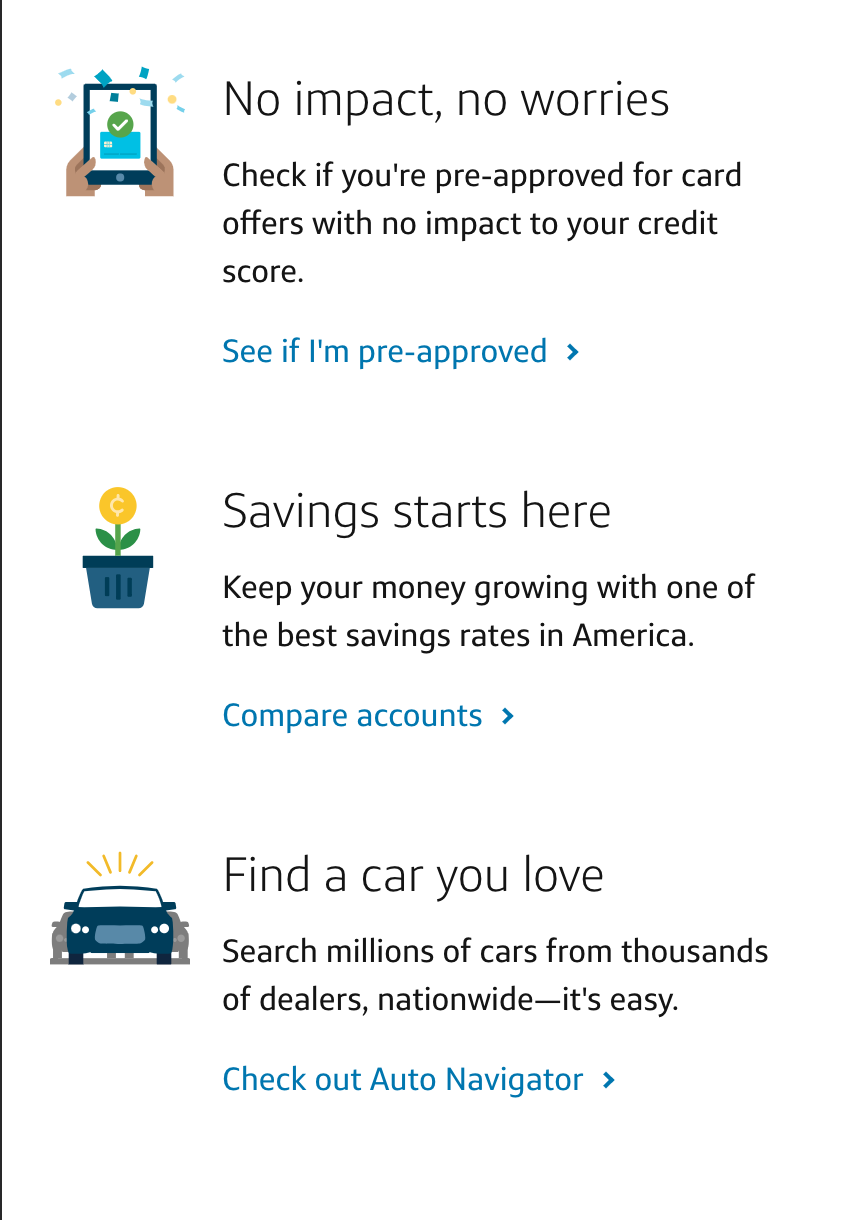 No impact, no worries
Check if you're pre-approved for card
offers with no impact to your credit
score.
See if I'm pre-approved
Savings starts here
Keep your money growing with one of
the best savings rates in America.
Compare accounts
Find a car you love
Search millions of cars from thousands
of dealers, nationwide—it's easy.
Check out Auto Navigator